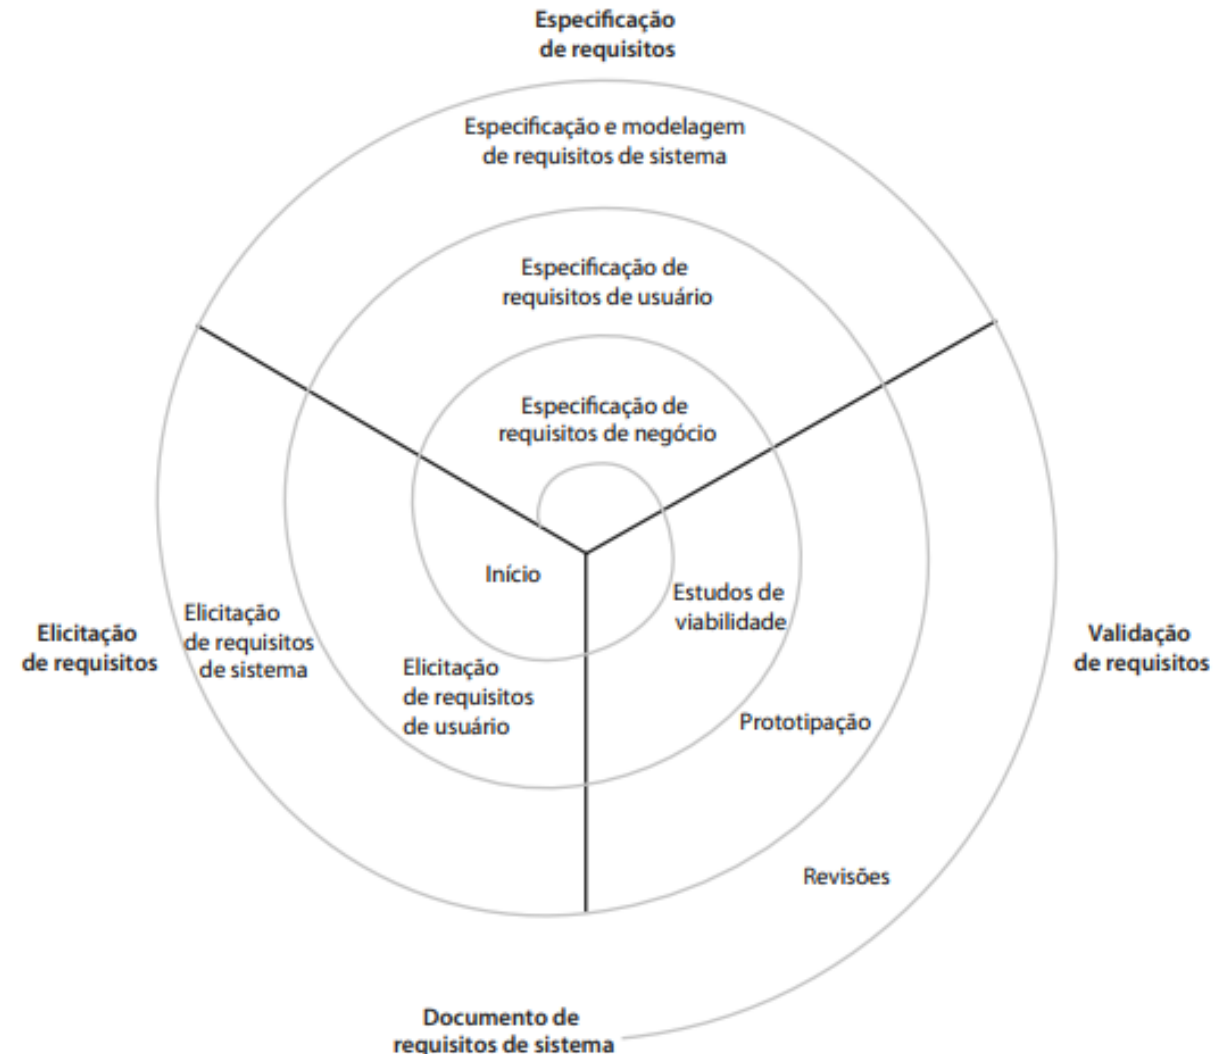 Especificação
de requisitos
Especificação e modelagem
de requisitos de sistema
Especificação de
requisitos de usuário
Especificação de
requisitos de negócio
Início
Estudos de
viabilidade
Elicitação
de requisitos
Elicitação
de requisitos
de sistema
Elicitação
de requisitos
de usuário
Validação
de requisitos
Prototipação
Revisões
Documento de
requisitos de sistema